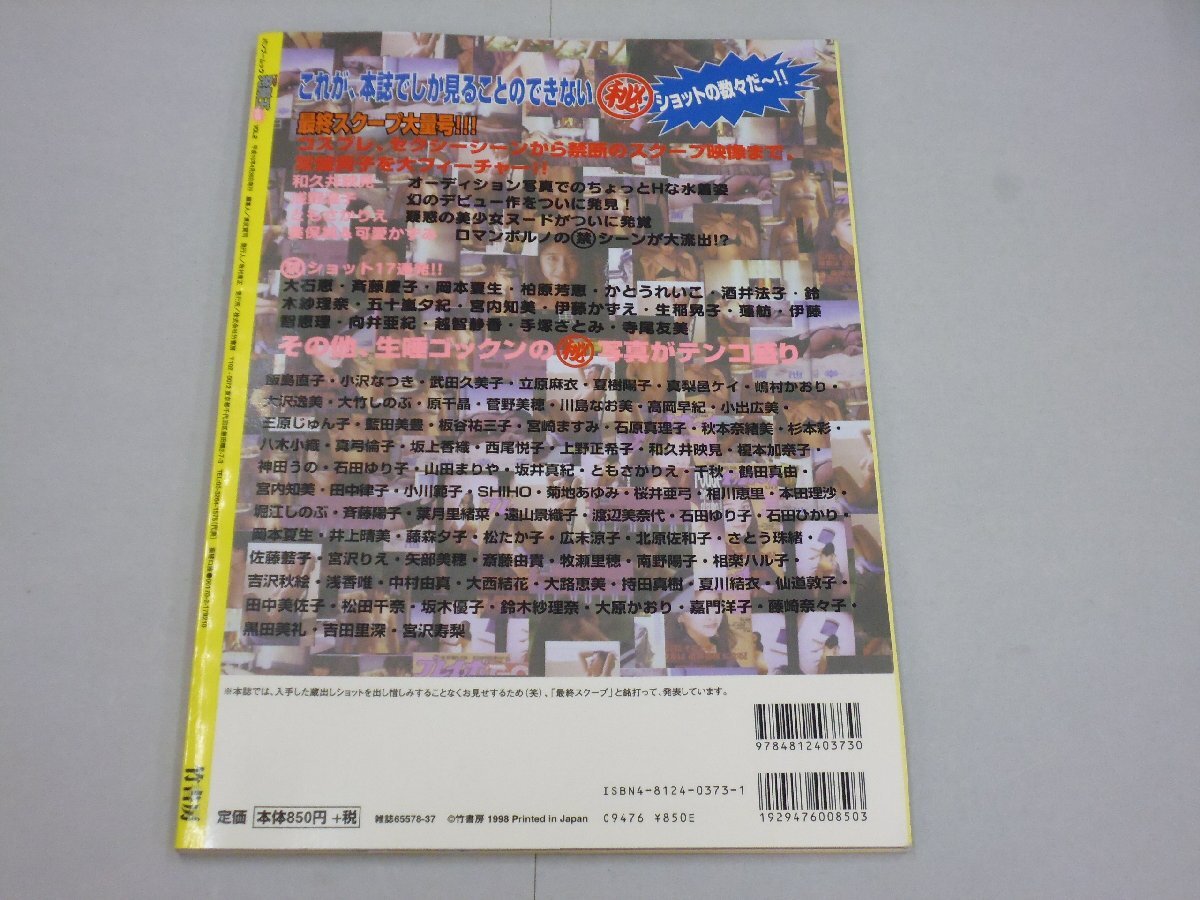 これが、本誌でしか見ることのできない㊙ショットの数々だ〜!!
最終スクープ大量号!!!
コスプレ、セクシーシーンから禁断のスクープ映像まで、
を大フィーチャー!!
和久井映見 オーディション写真でのちょっとHな水着姿
幻のデビュー作をついに発見!
ともさかりえ 疑惑の美少女ヌードがついに発覚
可愛かずみ ロマンポルノの㊙シーンが大流出!?
ショット17連発!!
大石恵・斉藤慶子・岡本夏生・柏原芳恵・かとうれいこ・酒井法子・鈴
木紗理奈・五十嵐夕紀・宮内知美・伊藤かずえ・生稲晃子・蓮舫・伊藤
智恵理・向井亜紀・越智静香・手塚さとみ・寺尾友美
その他、生唾ゴックンの㊙写真がテンコ盛り
飯島直子・小沢なつき・武田久美子・立原麻衣・夏樹陽子・真梨邑ケイ・嶋村かおり・
大沢逸美・大竹しのぶ・原千晶・菅野美穂・川島なお美・高岡早紀・小出広美・
三原じゅん子・藍田美豊・板谷祐三子・宮崎ますみ・石原真理子・秋本奈緒美・杉本彩・
八木小織・真弓倫子・坂上香織・西尾悦子・上野正希子・和久井映見・榎本加奈子・
神田うの・石田ゆり子・山田まりや・坂井真紀・ともさかりえ・千秋・鶴田真由・
宮内知美・田中律子・小川範子・SHIHO・菊地あゆみ・桜井亜弓・相川恵里・本田理沙・
堀江しのぶ・斉藤陽子・葉月里緒菜・遠山景織子・渡辺美奈代・石田ゆり子・石田ひかり・
岡本夏生・井上晴美・藤森夕子・松たか子・広末涼子・北原佐和子・さとう珠緒・
佐藤藍子・宮沢りえ・矢部美穂・斎藤由貴・牧瀬里穂・南野陽子・相楽ハル子・
吉沢秋絵・浅香唯・中村由真・大西結花・大路恵美・持田真樹・夏川結衣・仙道敦子・
田中美佐子・松田千奈・坂木優子・鈴木紗理奈・大原かおり・嘉門洋子・藤崎奈々子・
黒田美礼・吉田里深・宮沢寿梨
※本誌では、入手した蔵出しショットを出し惜しみすることなくお見せするため(笑)、「最終スクープ」と銘打って、発表しています。
9784812403730
ISBN4-8124-0373-1
1929476008503
定価 本体850円+税 雑誌65578-37 ©竹書房 1998 Printed in Japan C9476 ¥850E
竹書房